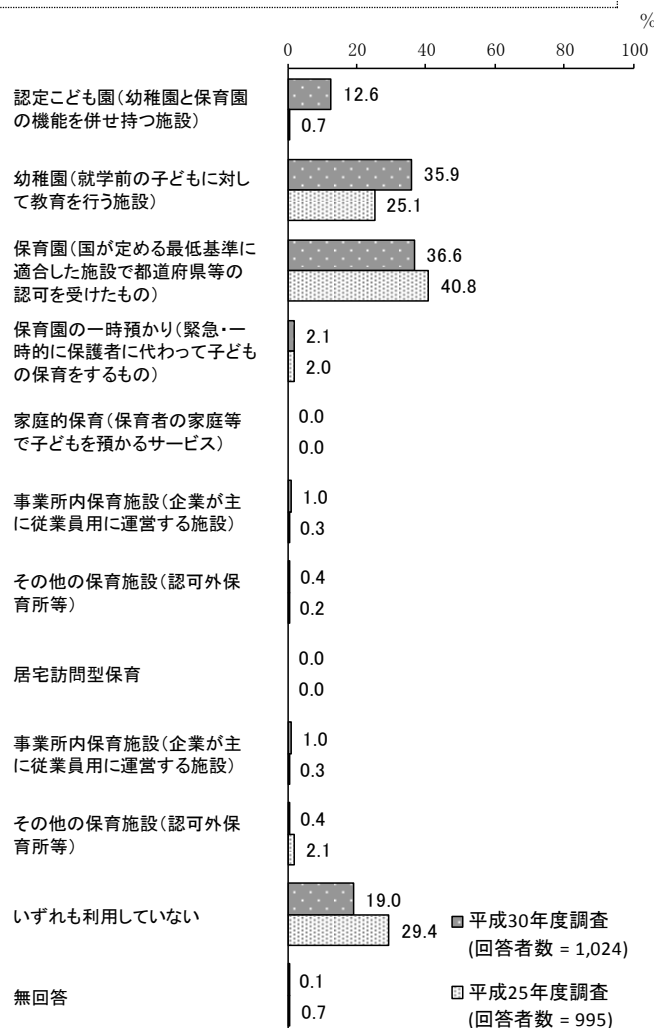 %
0 20 40 60 80 100
認定こども園(幼稚園と保育園
の機能を併せ持つ施設)
12.6
0.7
幼稚園(就学前の子どもに対し
て教育を行う施設)
35.9
25.1
保育園(国が定める最低基準に
適合した施設で都道府県等の
認可を受けたもの)
36.6
40.8
保育園の一時預かり(緊急・一
時的に保護者に代わって子ども
の保育をするもの)
2.1
2.0
家庭的保育(保育者の家庭等
で子どもを預かるサービス)
0.0
0.0
事業所内保育施設(企業が主
に従業員用に運営する施設)
1.0
0.3
その他の保育施設(認可外保
育所等)
0.4
0.2
居宅訪問型保育
0.0
0.0
事業所内保育施設(企業が主
に従業員用に運営する施設)
1.0
0.3
その他の保育施設(認可外保
育所等)
0.4
2.1
いずれも利用していない
19.0
29.4
無回答
0.1
0.7
平成30年度調査
(回答者数 = 1,024)
平成25年度調査
(回答者数 = 995)